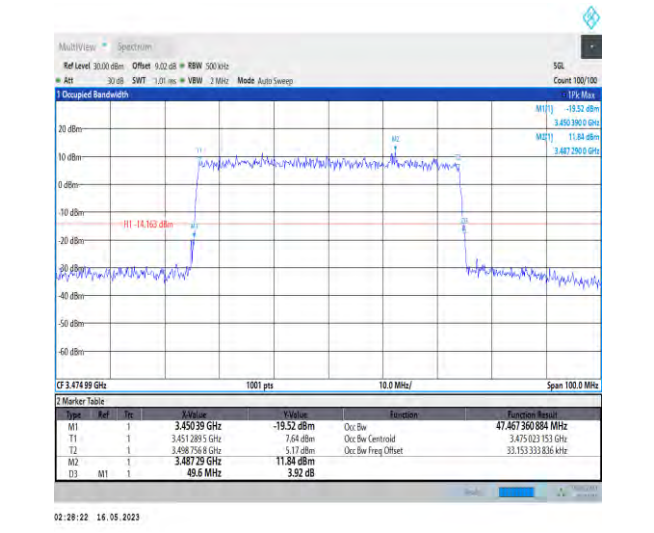 MultiView Spectrum
Ref Level 30.00 dBm Offset 9.02 dB RBW 500 kHz SGL
Att 30 dB SWT 1.01 ms VBW 2 MHz Mode Auto Sweep Count 100/100
1 Occupied Bandwidth 1Pk Max
M1[1] -19.52 dBm
3.450 390 0 GHz
20 dBm
M2[1] 11.84 dBm
3.487 290 0 GHz
M2
T1
10 dBm
0 dBm
-10 dBm
H1 -14.163 dBm
M1
-20 dBm
-30 dBm
-40 dBm
-50 dBm
-60 dBm
CF 3.474 99 GHz 1001 pts 10.0 MHz/ Span 100.0 MHz
2 Marker Table
Type Ref Trc X-Value Y-Value Function Function Result
M1 1 3.450 39 GHz -19.52 dBm Occ Bw 47.467 360 884 MHz
T1 1 3.451 289 5 GHz 7.64 dBm Occ Bw Centroid 3.475 023 153 GHz
T2 1 3.498 756 8 GHz 5.17 dBm Occ Bw Freq Offset 33.153 333 836 kHz
M2 1 3.487 29 GHz 11.84 dBm
D3 M1 1 49.6 MHz 3.92 dB
02:28:22 16.05.2023